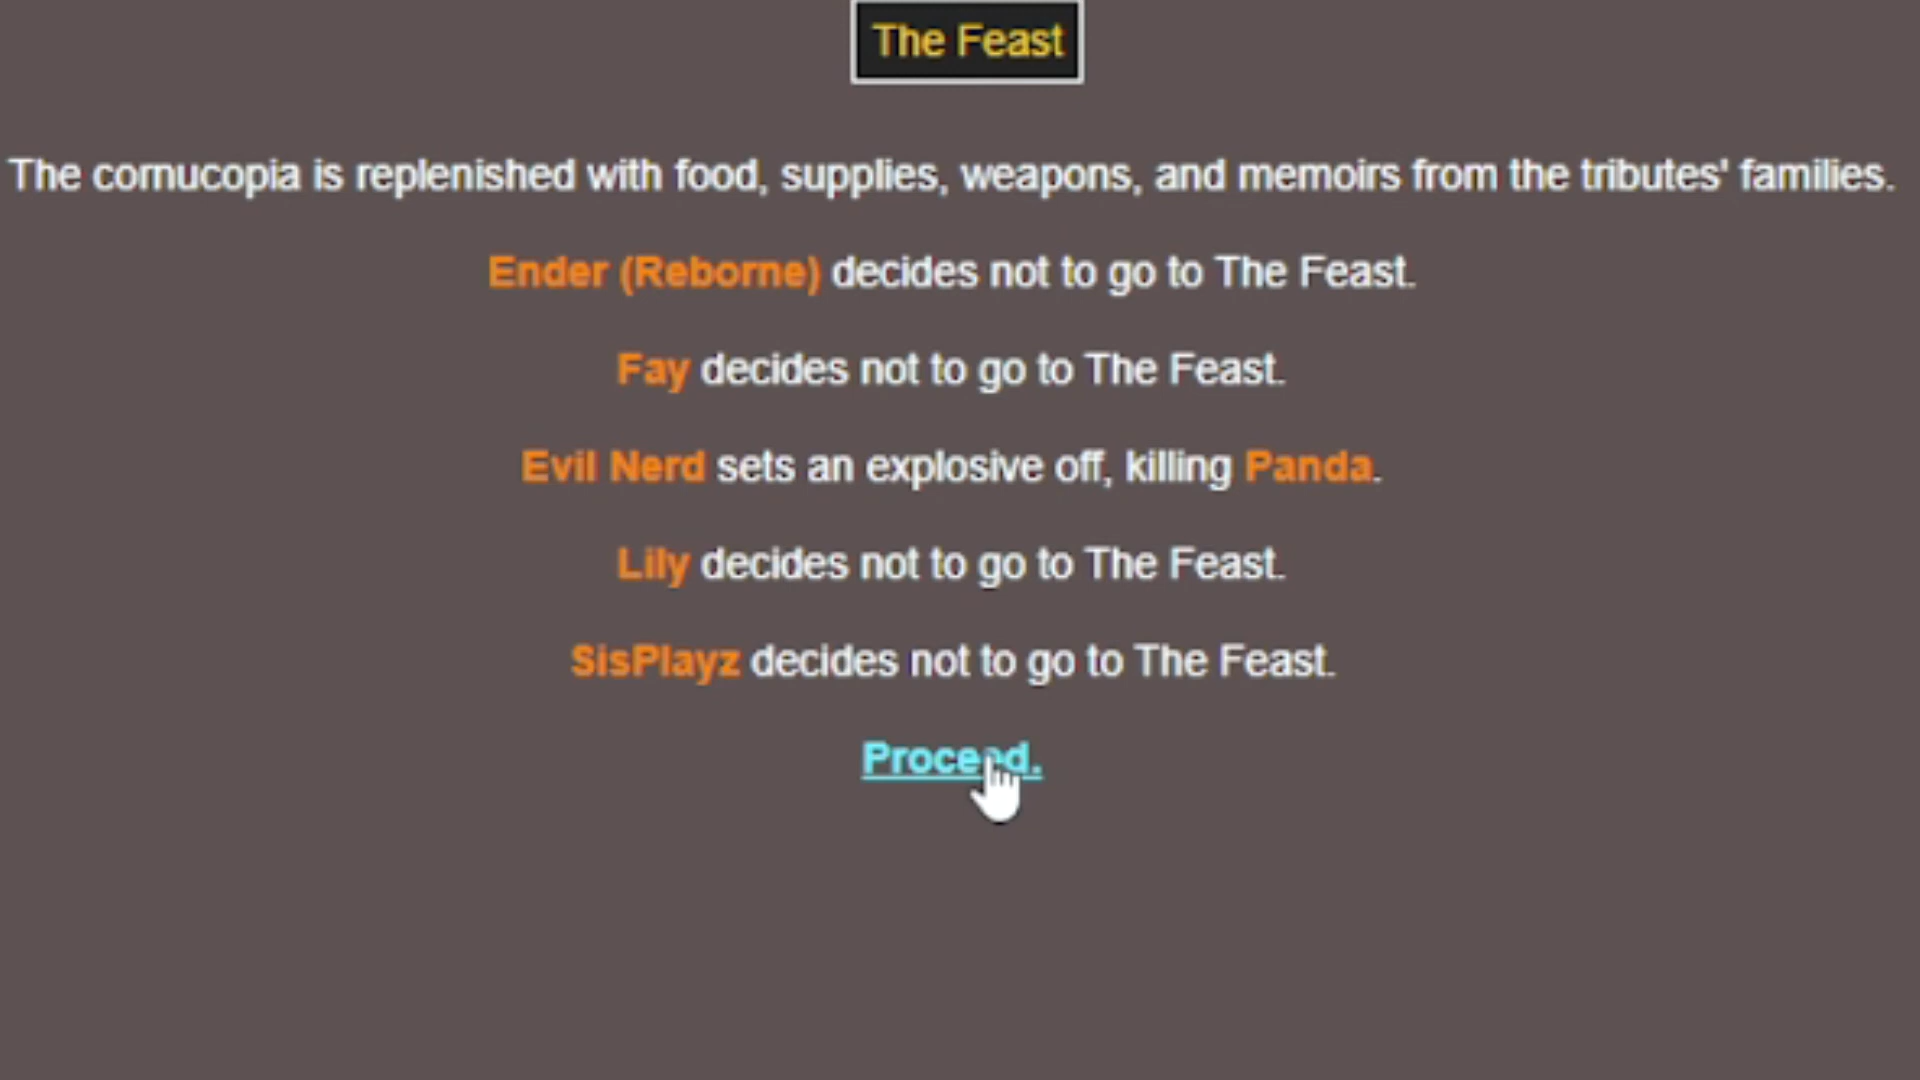 The Feast
The cornucopia is replenished with food, supplies, weapons, and memoirs from the tributes' families.
Ender (Reborne) decides not to go to The Feast.
Fay decides not to go to The Feast.
Evil Nerd sets an explosive off, killing Panda.
Lily decides not to go to The Feast.
SisPlayz decides not to go to The Feast.
Proceed.